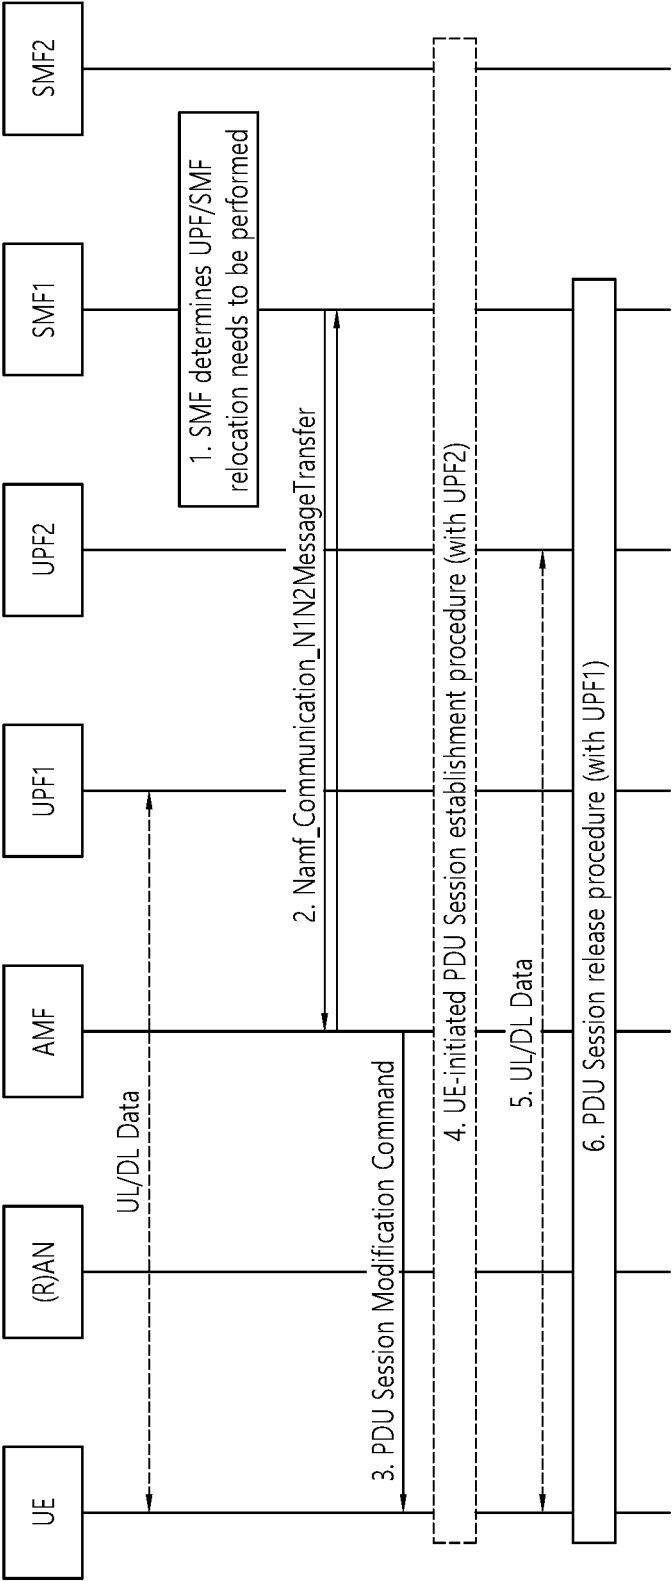 UE
(R)AN
AMF
UPF1
UPF2
SMF1
SMF2
UL/DL Data
1. SMF determines UPF/SMF
relocation needs to be performed
2. Namf_Communication_N1N2MessageTransfer
3. PDU Session Modification Command
4. UE-initiated PDU Session establishment procedure (with UPF2)
5. UL/DL Data
6. PDU Session release procedure (with UPF1)